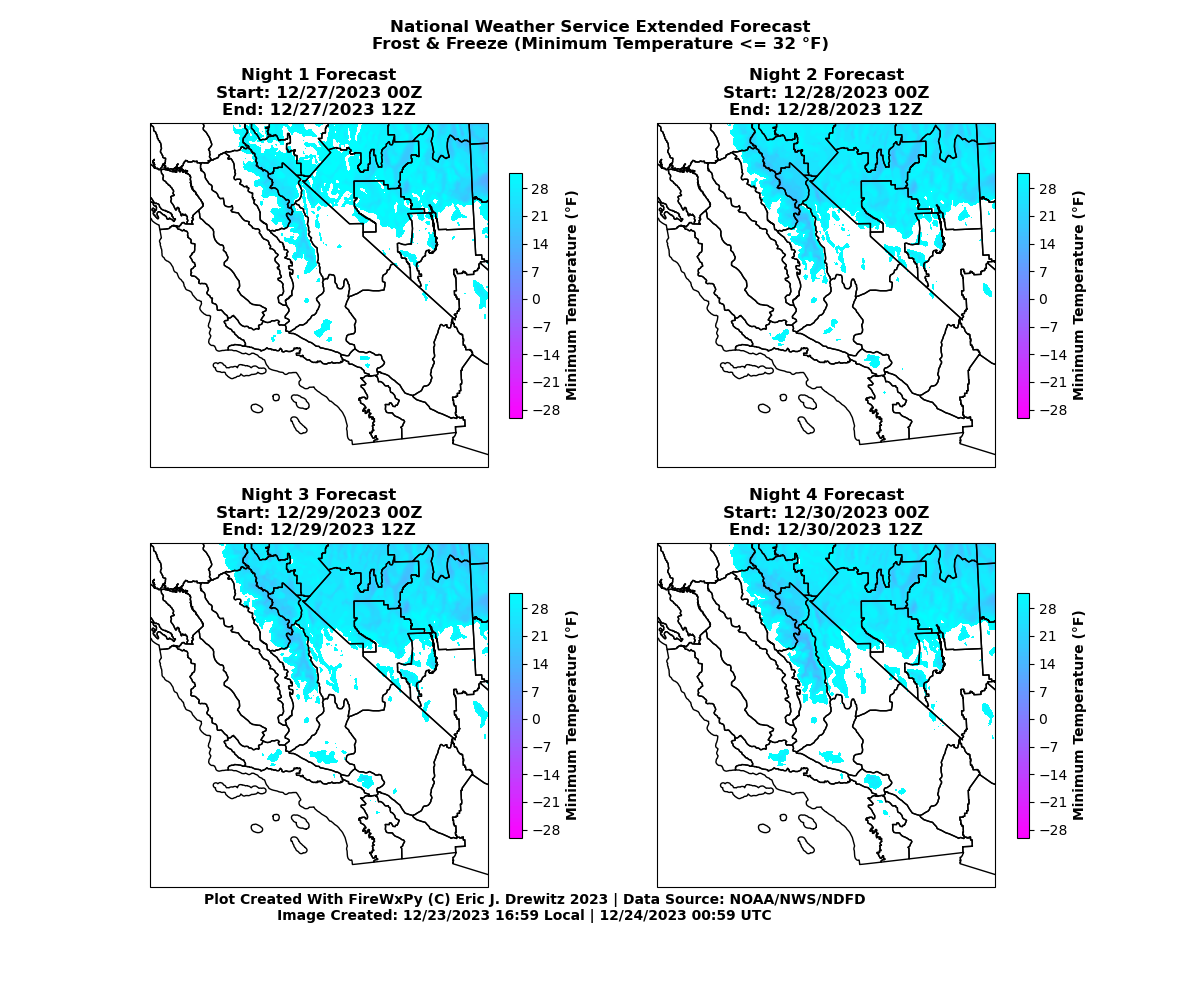 National Weather Service Extended Forecast
Frost & Freeze (Minimum Temperature <= 32 °F)
Night 1 Forecast
Start: 12/27/2023 00Z
End: 12/27/2023 12Z
28
21
14
7
0
−7
−14
−21
−28
Minimum Temperature (°F)
Night 2 Forecast
Start: 12/28/2023 00Z
End: 12/28/2023 12Z
28
21
14
7
0
−7
−14
−21
−28
Minimum Temperature (°F)
Night 3 Forecast
Start: 12/29/2023 00Z
End: 12/29/2023 12Z
28
21
14
7
0
−7
−14
−21
−28
Minimum Temperature (°F)
Night 4 Forecast
Start: 12/30/2023 00Z
End: 12/30/2023 12Z
28
21
14
7
0
−7
−14
−21
−28
Minimum Temperature (°F)
Plot Created With FireWxPy (C) Eric J. Drewitz 2023 | Data Source: NOAA/NWS/NDFD
Image Created: 12/23/2023 16:59 Local | 12/24/2023 00:59 UTC